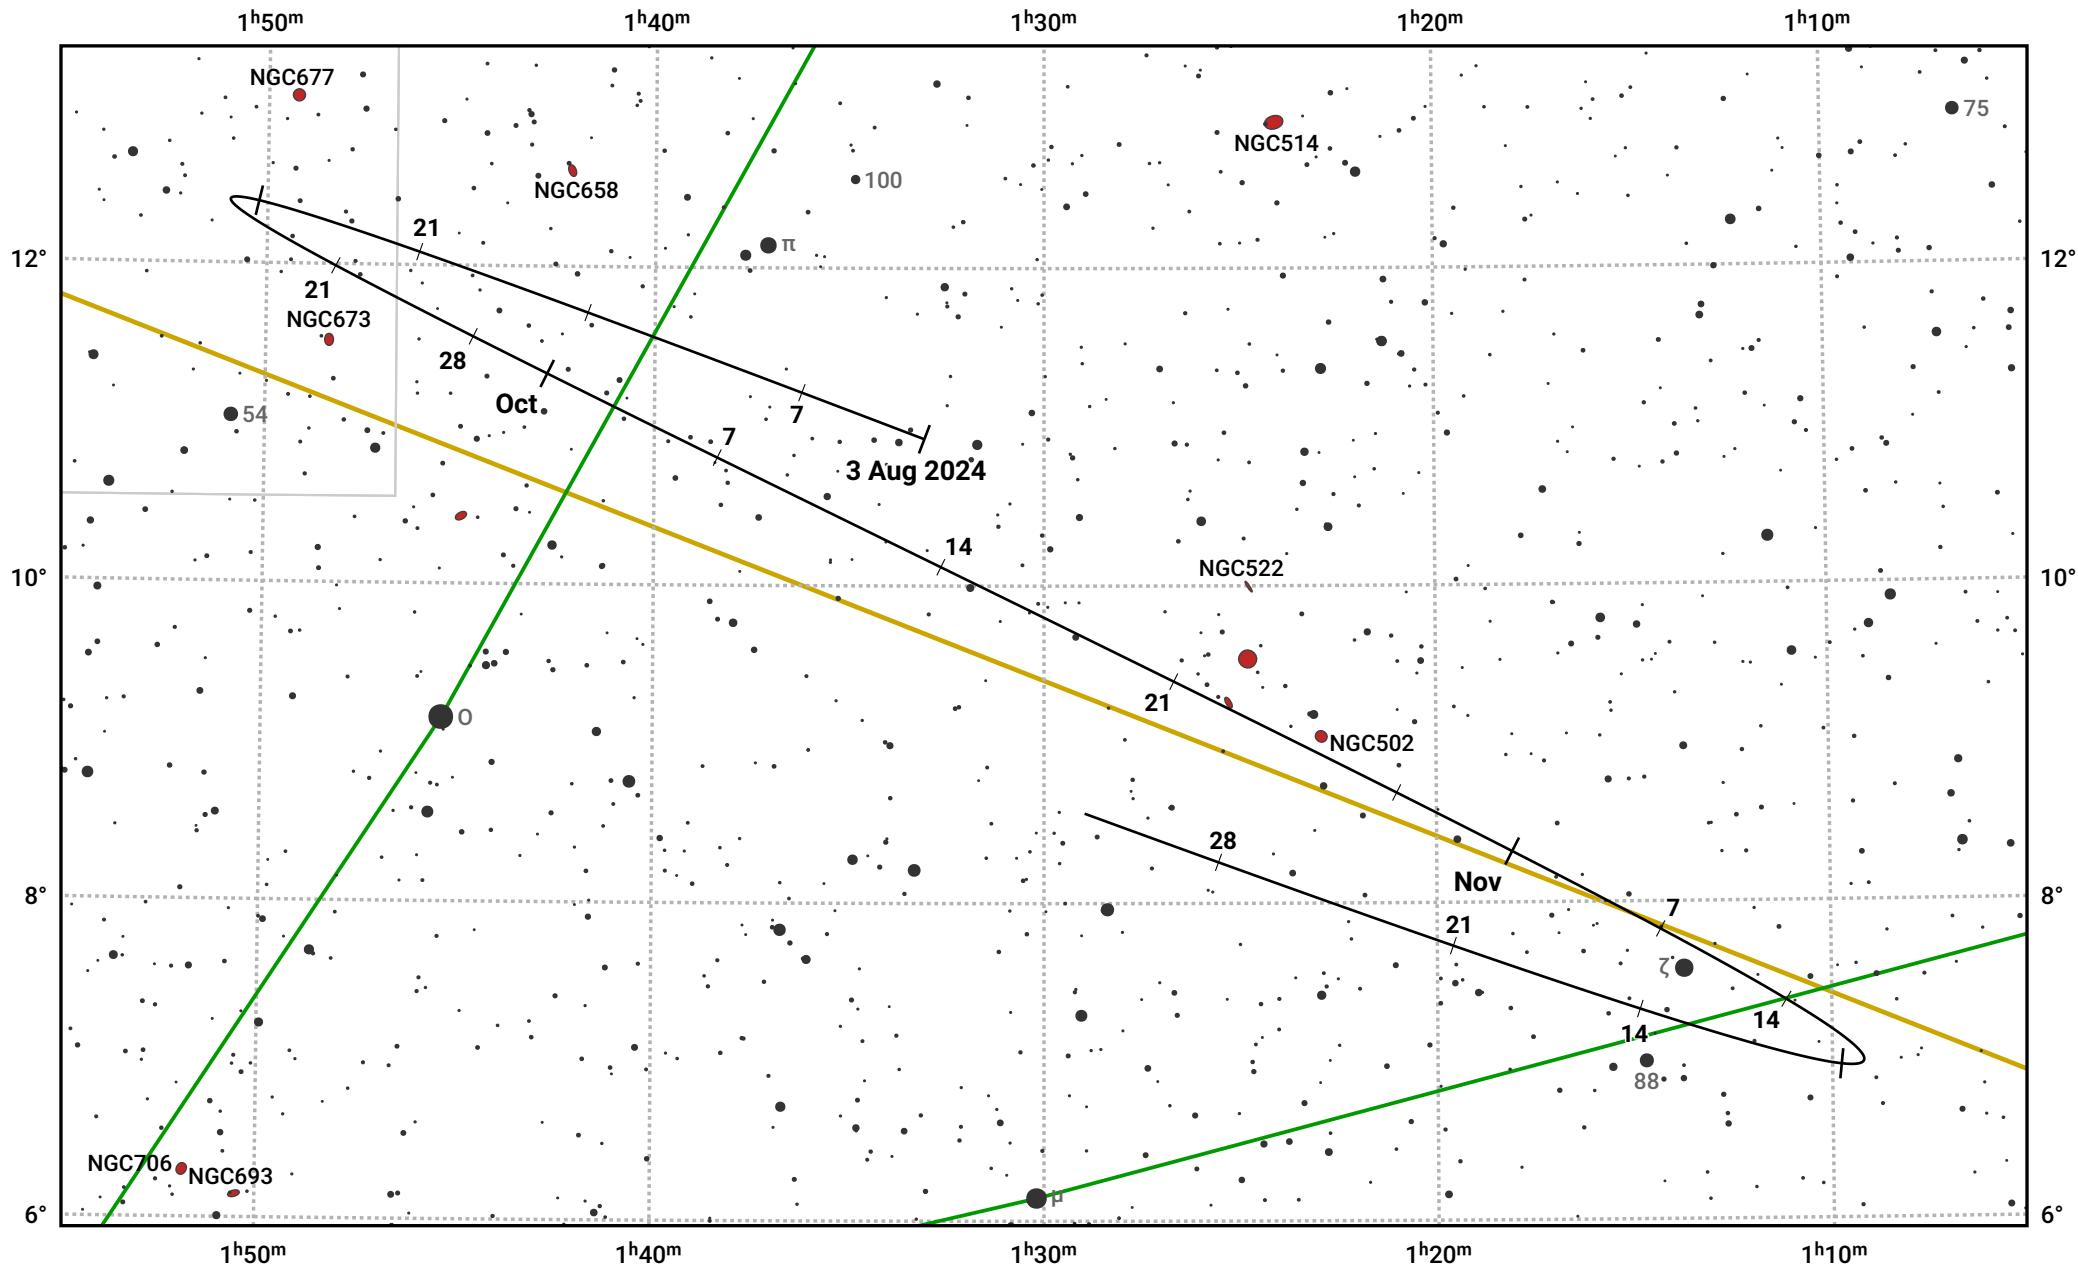 1ʰ50ᵐ 1ʰ40ᵐ 1ʰ30ᵐ 1ʰ20ᵐ 1ʰ10ᵐ
NGC677
75
NGC514
100
NGC658
21
π
12° 12°
21
NGC673
28
Oct
7
54
7
3 Aug 2024
14
NGC522
10° 10°
21
ο
NGC502
28
Nov
8° 8°
7
21
ζ
14
14
88
NGC706
NGC693
μ
6° 6°
1ʰ50ᵐ 1ʰ40ᵐ 1ʰ30ᵐ 1ʰ20ᵐ 1ʰ10ᵐ